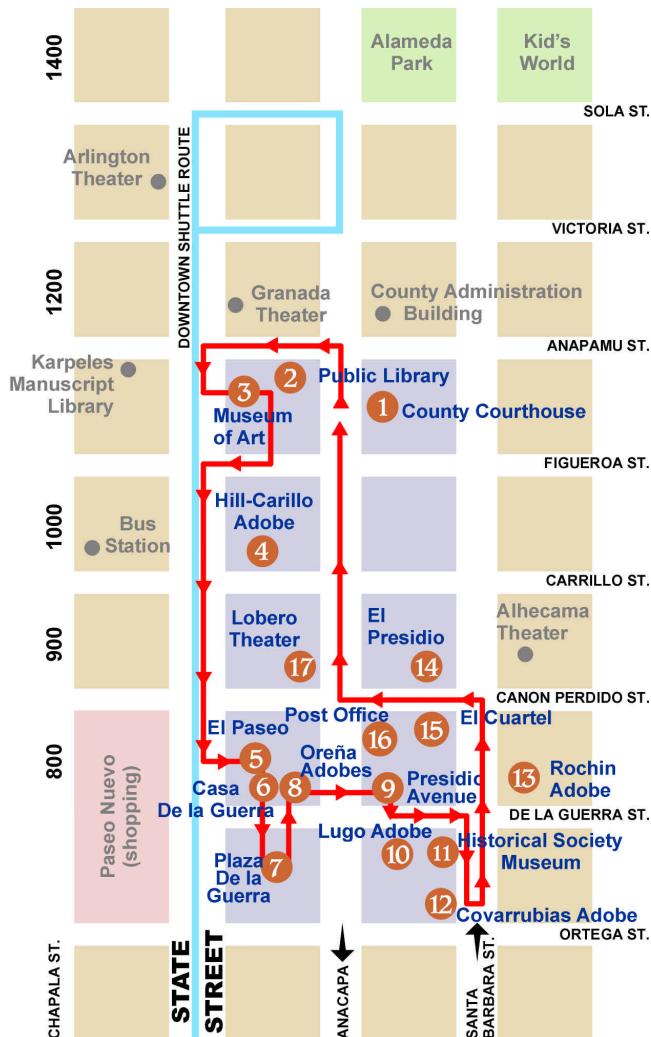 1400
Alameda
Park
Kid's
World
SOLA ST.
Arlington
Theater
DOWNTOWN SHUTTLE ROUTE
VICTORIA ST.
1200
Granada
Theater
County Administration
Building
ANAPAMU ST.
Karpeles
Manuscript
Library
3
2
Public Library
1
County Courthouse
Museum
of Art
FIGUEROA ST.
1000
Hill-Carillo
Adobe
Bus
Station
4
CARRILLO ST.
900
Lobero
Theater
El
Presidio
Alhecama
Theater
17
14
CANON PERDIDO ST.
800
El Paseo
Post Office
El Cuartel
16
15
5
Oreña
Adobes
6
8
9
Casa
De la Guerra
Presidio
Avenue
13
Rochin
Adobe
DE LA GUERRA ST.
Paseo Nuevo
(shopping)
Lugo Adobe
Historical Society
Museum
10
11
Plaza
De la
Guerra
7
12
Covarrubias Adobe
ORTEGA ST.
CHAPALA ST.
STATE
STREET
ANACAPA
SANTA
BARBARA ST.